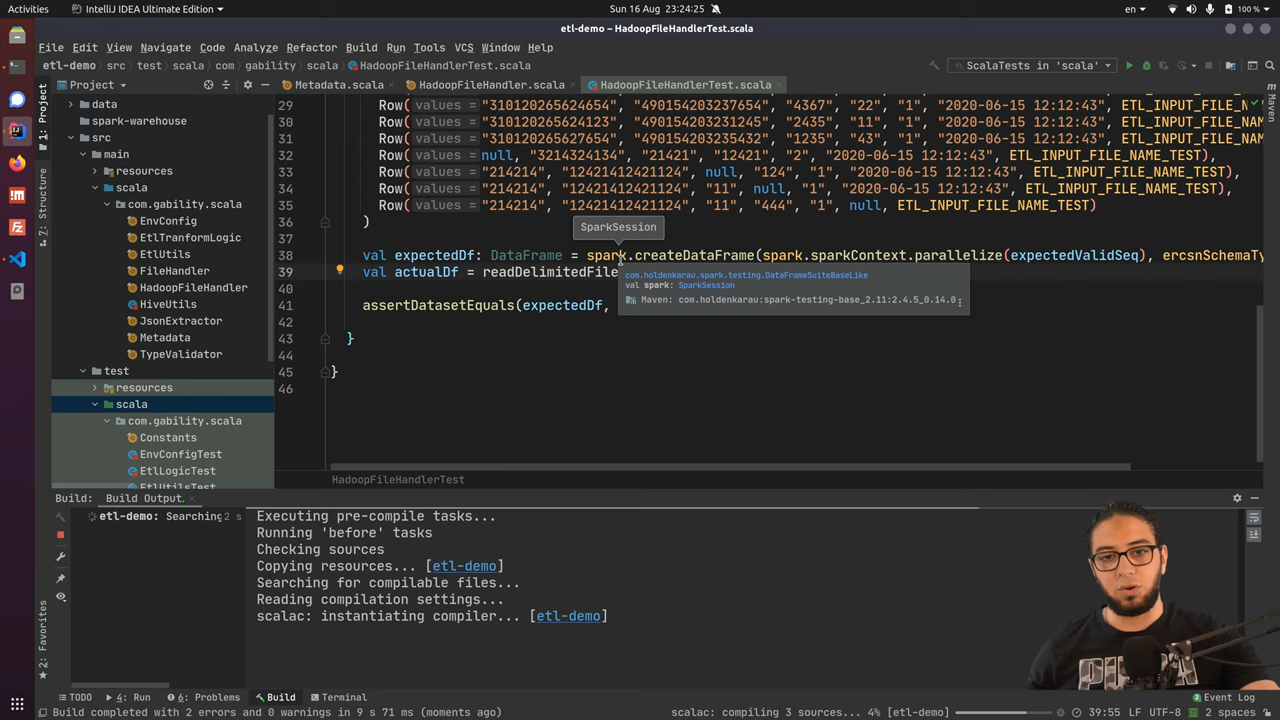 Activities
IntelliJ IDEA Ultimate Edition
Sun 16 Aug 23:24:25
en
100 %
etl-demo – HadoopFileHandlerTest.scala
File Edit View Navigate Code Analyze Refactor Build Run Tools VCS Window Help
etl-demo › src › test › scala › com › gability › scala › HadoopFileHandlerTest.scala
ScalaTests in 'scala'
Project
Metadata.scala
HadoopFileHandler.scala
HadoopFileHandlerTest.scala
1: Project
7: Structure
2: Favorites
Maven
data
spark-warehouse
src
main
resources
scala
com.gability.scala
EnvConfig
EtlTranformLogic
EtlUtils
FileHandler
HadoopFileHandler
HiveUtils
JsonExtractor
Metadata
TypeValidator
test
resources
scala
com.gability.scala
Constants
EnvConfigTest
EtlLogicTest
EtlUtilsTest
29 Row( values = "310120265624654", "490154203237654", "4367", "22", "1", "2020-06-15 12:12:43", ETL_INPUT_FILE_N
30 Row( values = "310120265624123", "490154203231245", "2435", "11", "1", "2020-06-15 12:12:43", ETL_INPUT_FILE_NAM
31 Row( values = "310120265627563", "490154203235432", "1235", "43", "1", "2020-06-15 12:12:43", ETL_INPUT_FILE_NAM
32 Row( values = null, "3214324134", "21421", "12421", "2", "2020-06-15 12:12:43", ETL_INPUT_FILE_NAME_TEST),
33 Row( values = "214214", "12421412421124", null, "124", "1", "2020-06-15 12:12:43", ETL_INPUT_FILE_NAME_TEST),
34 Row( values = "214214", "12421412421124", "11", null, "1", "2020-06-15 12:12:43", ETL_INPUT_FILE_NAME_TEST),
35 Row( values = "214214", "12421412421124", "11", "444", "1", null, ETL_INPUT_FILE_NAME_TEST)
36 )
37
SparkSession
38 val expectedDf: DataFrame = spark.createDataFrame(spark.sparkContext.parallelize(expectedValidSeq), ercsnSchemaTy
39 val actualDf = readDelimitedFile
com.holdenkarau.spark.testing.DataFrameSuiteBaseLike
val spark: SparkSession
Maven: com.holdenkarau:spark-testing-base_2.11:2.4.5_0.14.0
40
41 assertDatasetEquals(expectedDf,
42
43 }
44
45 }
46
HadoopFileHandlerTest
Build: Build Output
etl-demo: Searching 2 s
Executing pre-compile tasks...
Running 'before' tasks
Checking sources
Copying resources... [etl-demo]
Searching for compilable files...
Reading compilation settings...
scalac: instantiating compiler... [etl-demo]
TODO
4: Run
6: Problems
Build
Terminal
2 Event Log
Build completed with 2 errors and 0 warnings in 9 s 71 ms (moments ago)
scalac: compiling 3 sources... 4% [etl-demo]
39:55 LF UTF-8 2 spaces